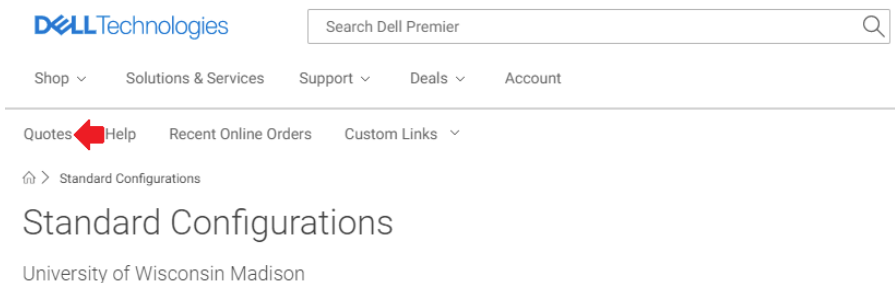 DELLTechnologies
Search Dell Premier
Shop Solutions & Services Support Deals Account
Quotes Help Recent Online Orders Custom Links
Standard Configurations
Standard Configurations
University of Wisconsin Madison